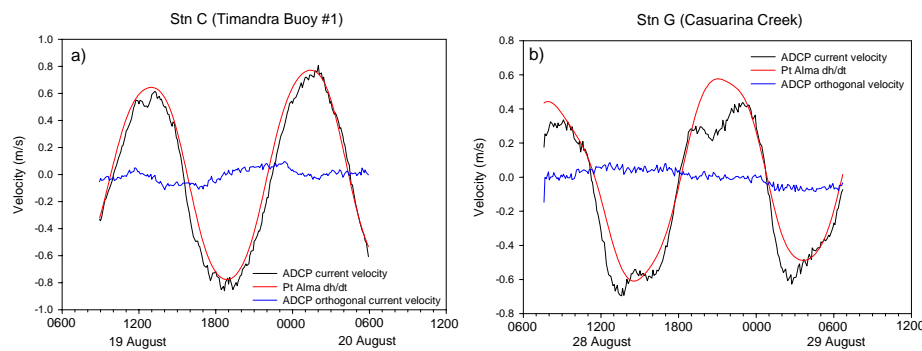 Stn C (Timandra Buoy #1)
a)
Velocity (m/s)
1.0
0.8
0.6
0.4
0.2
0.0
-0.2
-0.4
-0.6
-0.8
-1.0
ADCP current velocity
Pt Alma dh/dt
ADCP orthogonal current velocity
0600 1200 1800 0000 0600 1200
19 August 20 August
Stn G (Casuarina Creek)
b)
ADCP current velocity
Pt Alma dh/dt
ADCP orthogonal velocity
Velocity (m/s)
0.8
0.6
0.4
0.2
0.0
-0.2
-0.4
-0.6
-0.8
0600 1200 1800 0000 0600 1200
28 August 29 August